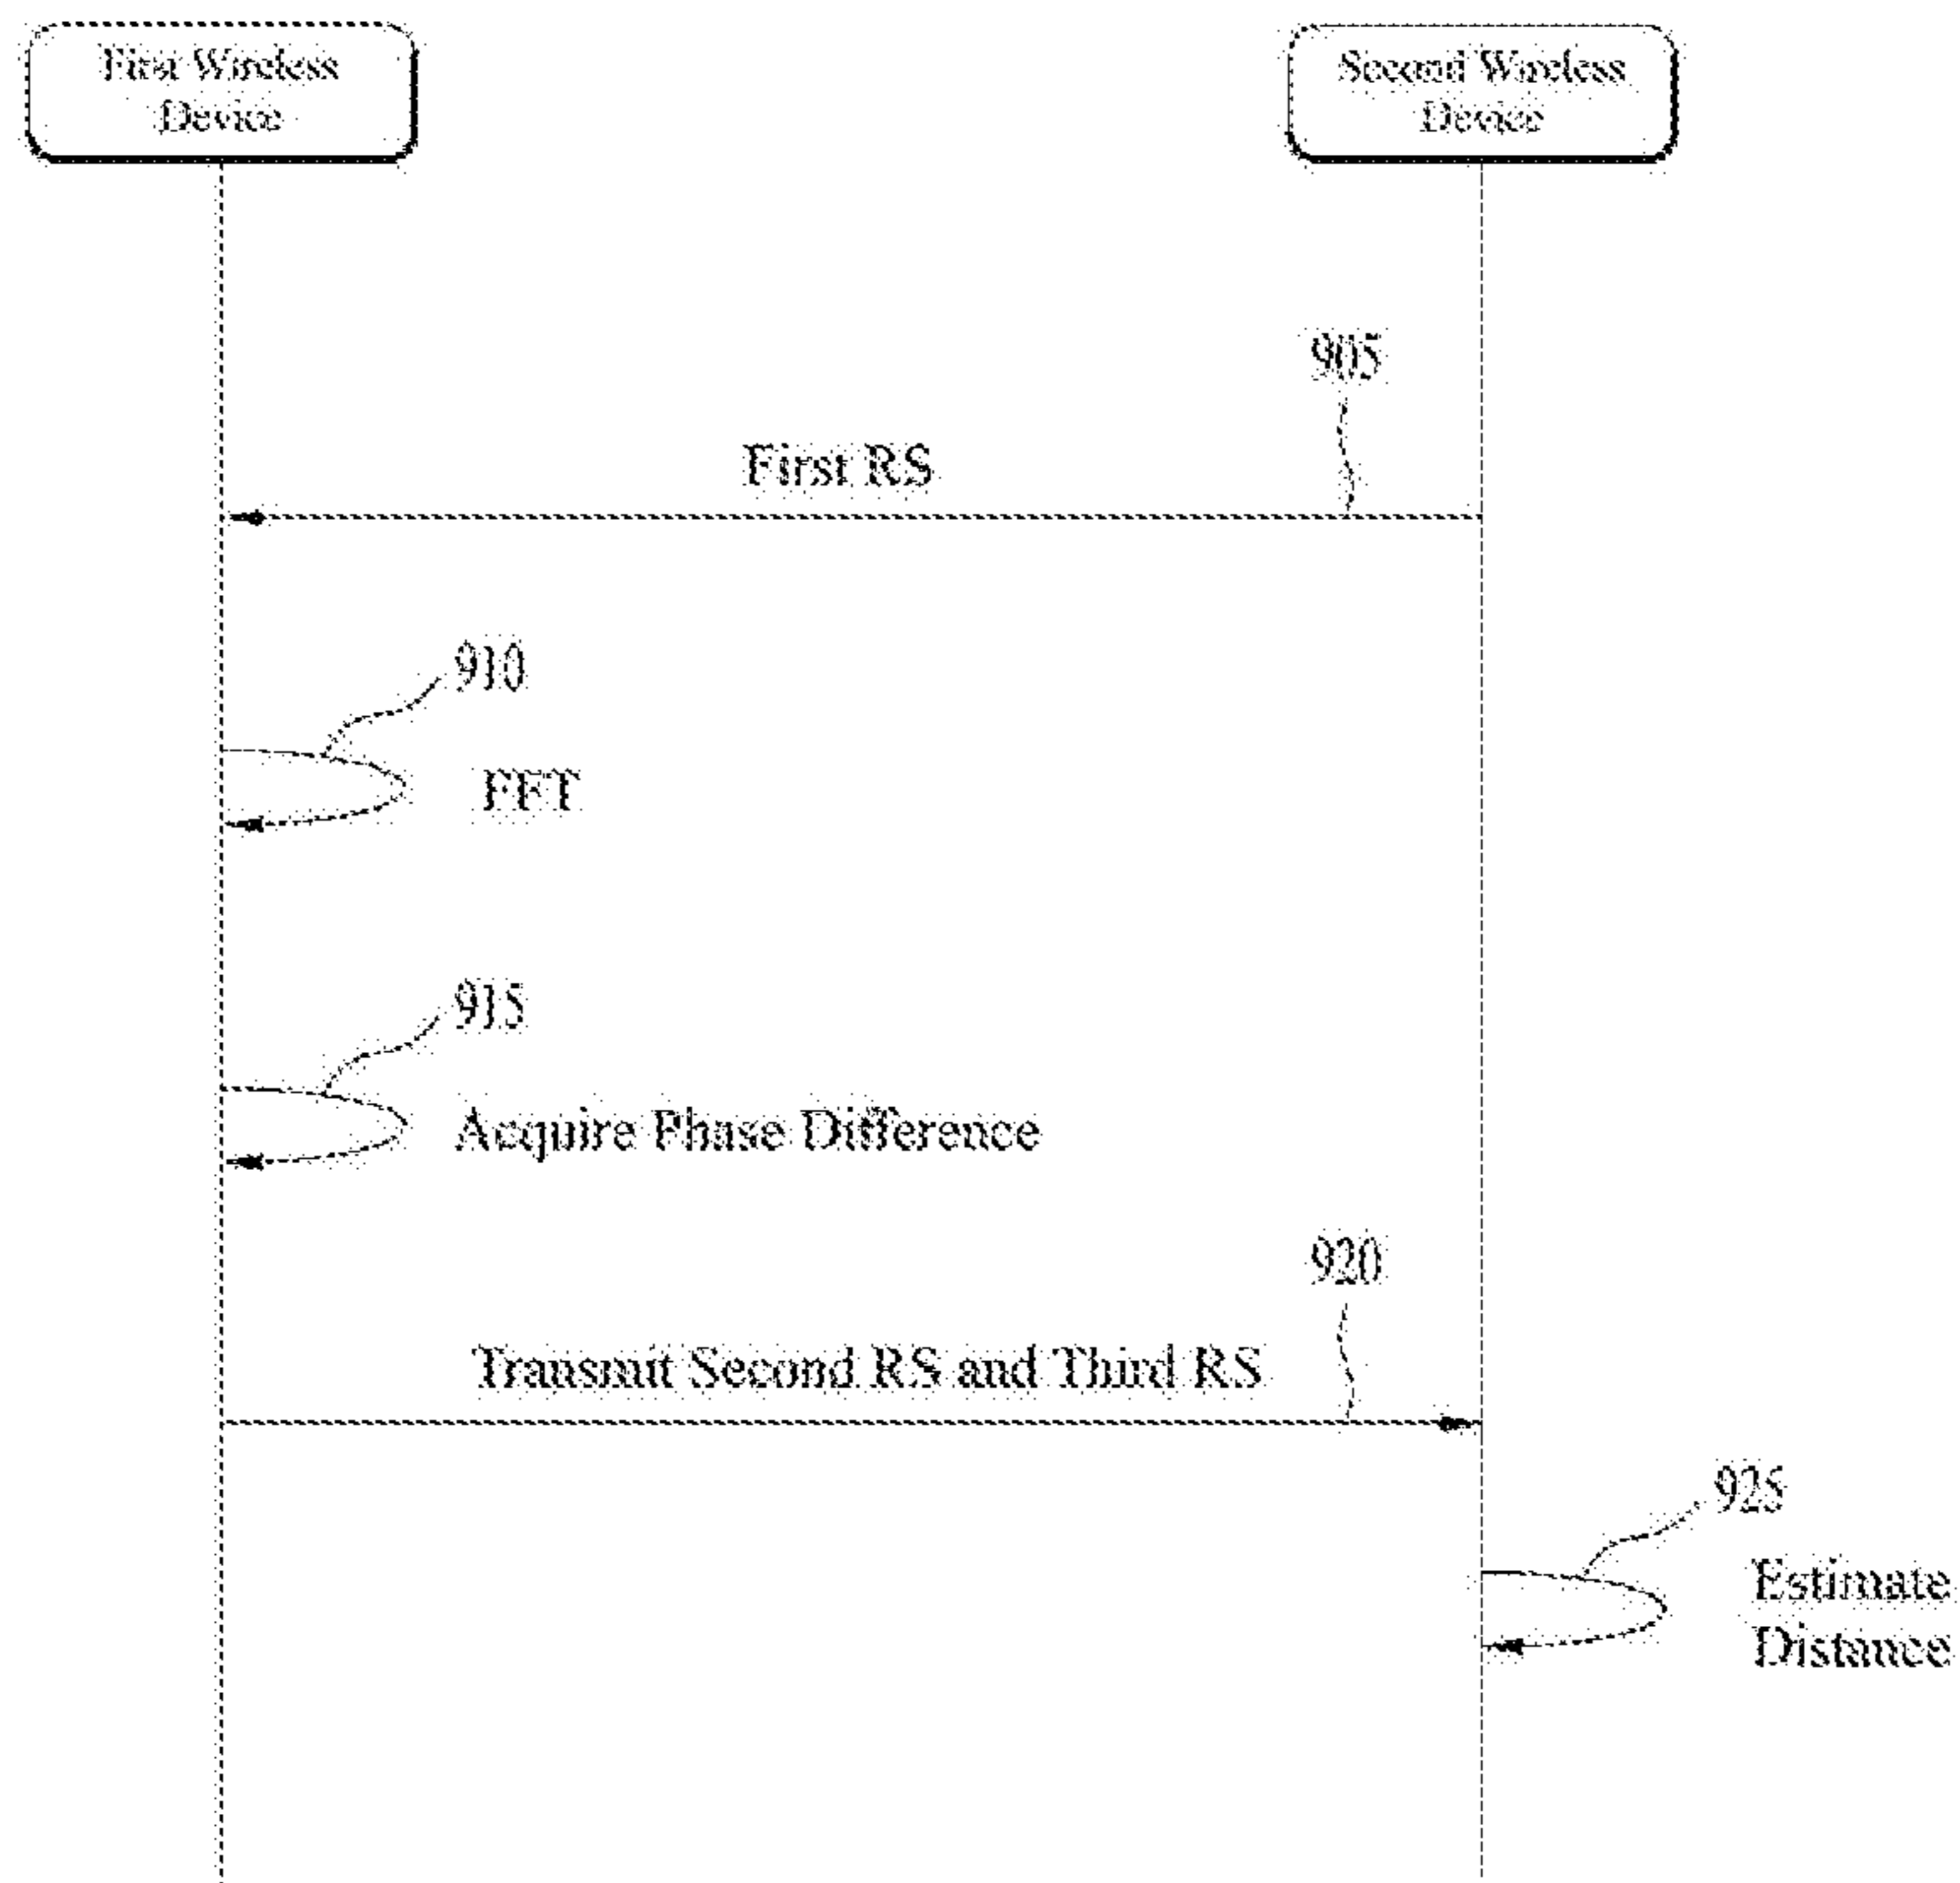 First Wireless
Device
Second Wireless
Device
905
First RS
910
FFT
915
Acquire Phase Difference
920
Transmit Second RS and Third RS
925
Estimate
Distance